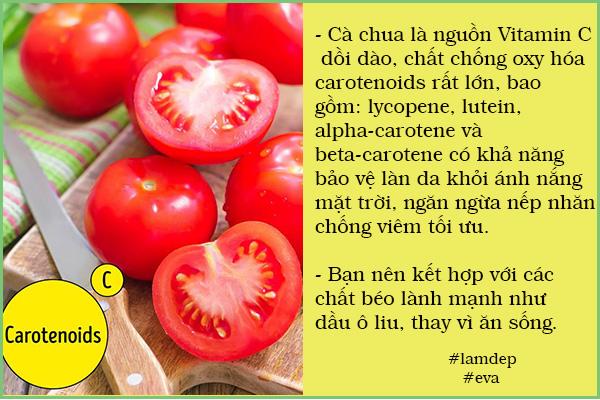 - Cà chua là nguồn Vitamin C
dồi dào, chất chống oxy hóa
carotenoids rất lớn, bao
gồm: lycopene, lutein,
alpha-carotene và
beta-carotene có khả năng
bảo vệ làn da khỏi ánh nắng
mặt trời, ngăn ngừa nếp nhăn
chống viêm tối ưu.
- Bạn nên kết hợp với các
chất béo lành mạnh như
dầu ô liu, thay vì ăn sống.
#lamdep
#eva
C
Carotenoids